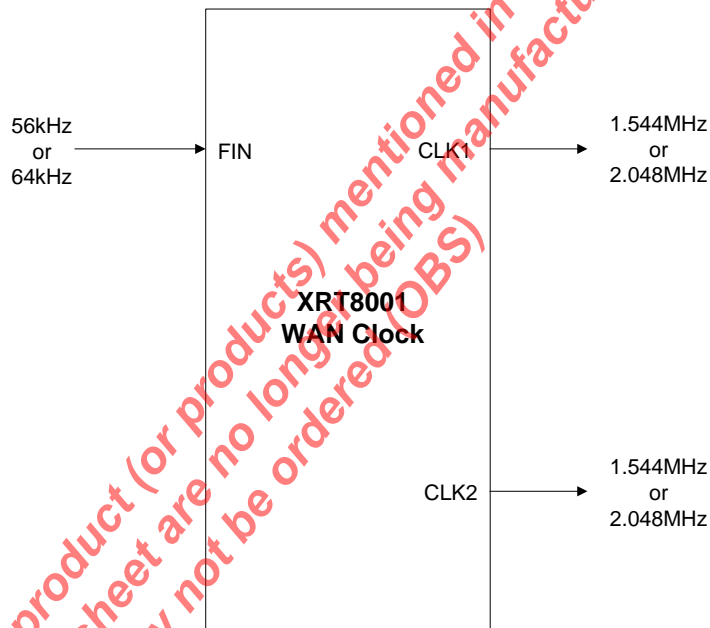 56kHz
or
64kHz
FIN
CLK1
1.544MHz
or
2.048MHz
XRT8001
WAN Clock
CLK2
1.544MHz
or
2.048MHz
product (or products) mentioned in
sheet are no longer being manufactu
not be ordered (OBS)